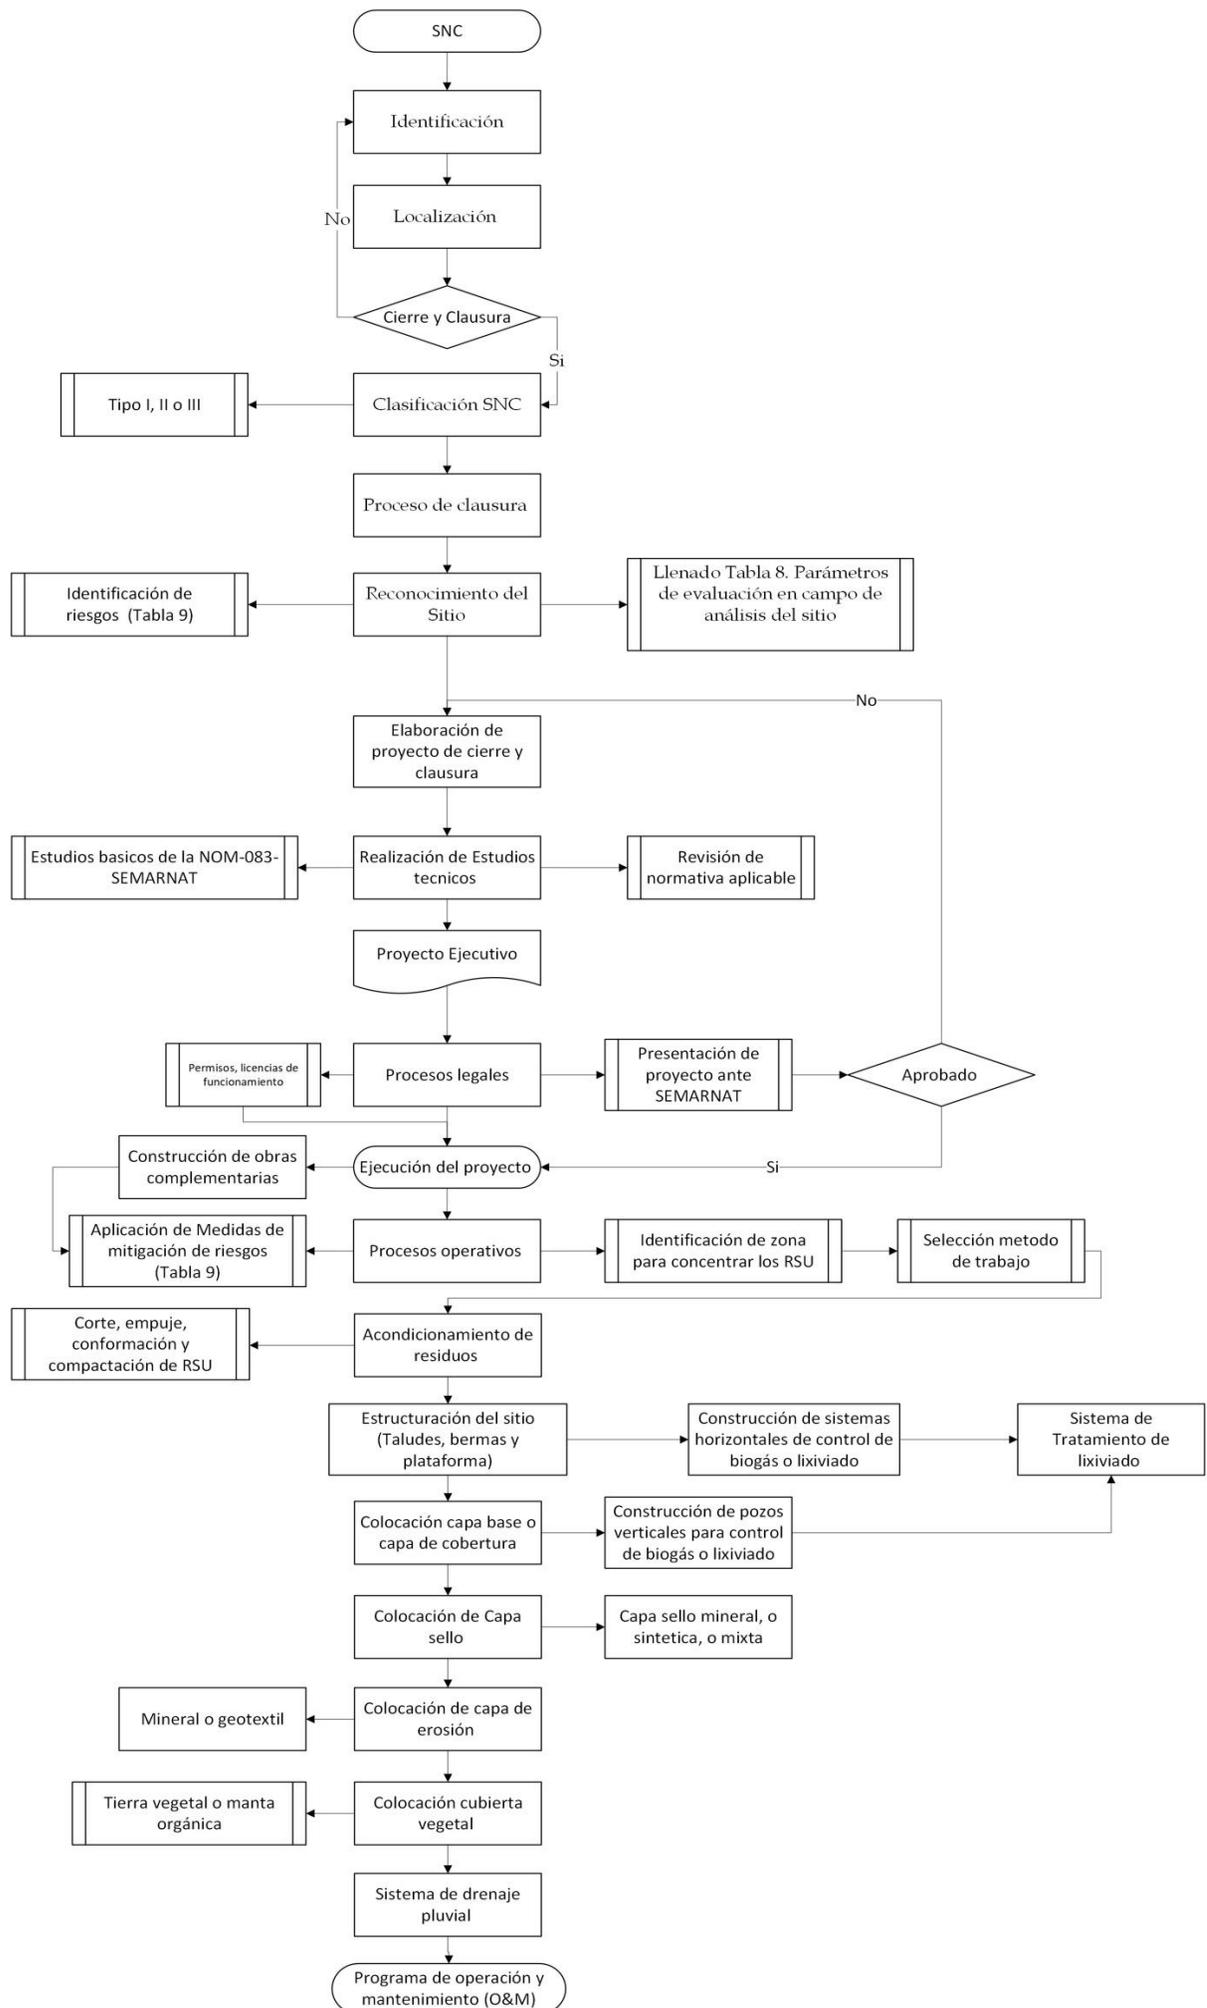 SNC
Identificación
No
Localización
Cierre y Clausura
Si
Tipo I, II o III
Clasificación SNC
Proceso de clausura
Identificación de
riesgos (Tabla 9)
Reconocimiento del
Sitio
Llenado Tabla 8. Parámetros
de evaluación en campo de
análisis del sitio
No
Elaboración de
proyecto de cierre y
clausura
Estudios basicos de la NOM-083-
SEMARNAT
Realización de Estudios
tecnicos
Revisión de
normativa aplicable
Proyecto Ejecutivo
Permisos, licencias de
funcionamiento
Procesos legales
Presentación de
proyecto ante
SEMARNAT
Aprobado
Construcción de obras
complementarias
Ejecución del proyecto
Si
Aplicación de Medidas de
mitigación de riesgos
(Tabla 9)
Procesos operativos
Identificación de zona
para concentrar los RSU
Selección metodo
de trabajo
Corte, empuje,
conformación y
compactación de RSU
Acondicionamiento de
residuos
Estructuración del sitio
(Taludes, bermas y
plataforma)
Construcción de sistemas
horizontales de control de
biogás o lixiviado
Sistema de
Tratamiento de
lixiviado
Colocación capa base o
capa de cobertura
Construcción de pozos
verticales para control
de biogás o lixiviado
Colocación de Capa
sello
Capa sello mineral, o
sintetica, o mixta
Mineral o geotextil
Colocación de capa de
erosión
Tierra vegetal o manta
orgánica
Colocación cubierta
vegetal
Sistema de drenaje
pluvial
Programa de operación y
mantenimiento (O&M)